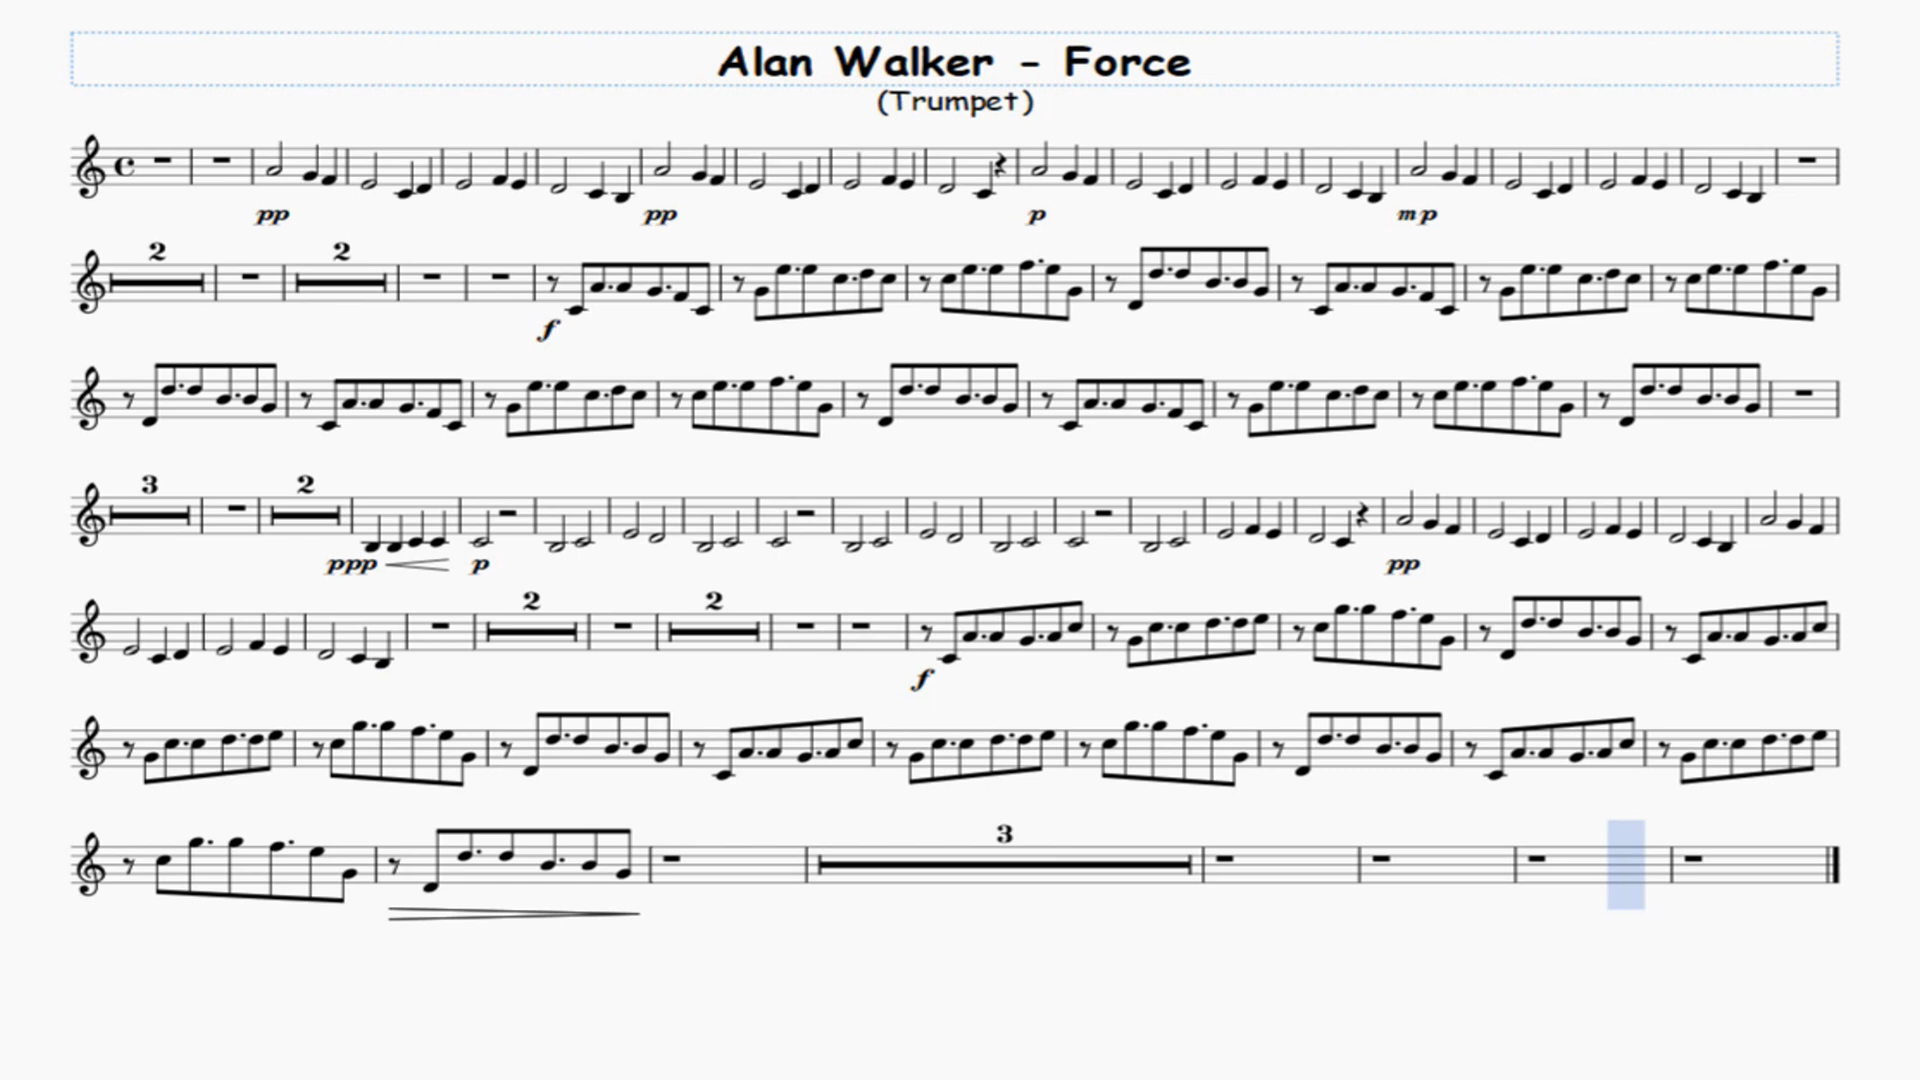 Alan Walker - Force
(Trumpet)
pp pp p mp
2 2
f
3 2
ppp p pp
2 2
f
3